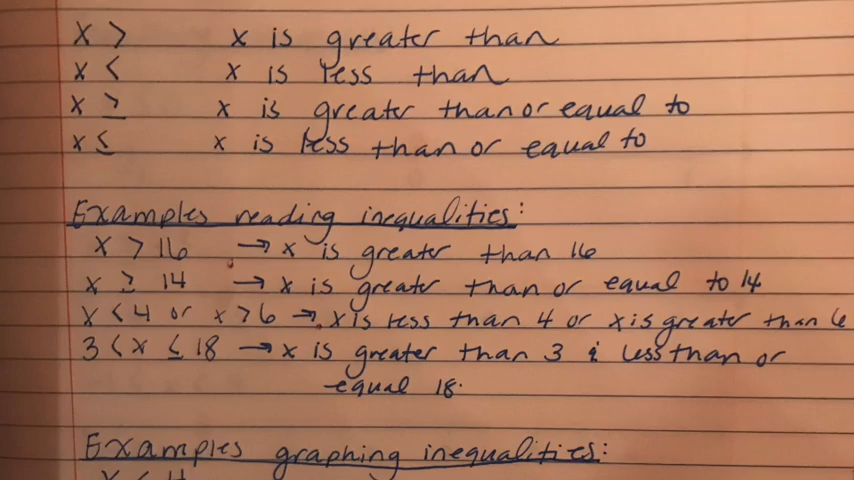 x > x is greater than
x < x is less than
x ≥ x is greater than or equal to
x ≤ x is less than or equal to
Examples reading inequalities:
x > 16 → x is greater than 16
x ≥ 14 → x is greater than or equal to 14
x < 4 or x > 6 → x is less than 4 or x is greater than 6
3 < x ≤ 18 → x is greater than 3 & less than or
equal 18.
Examples graphing inequalities: